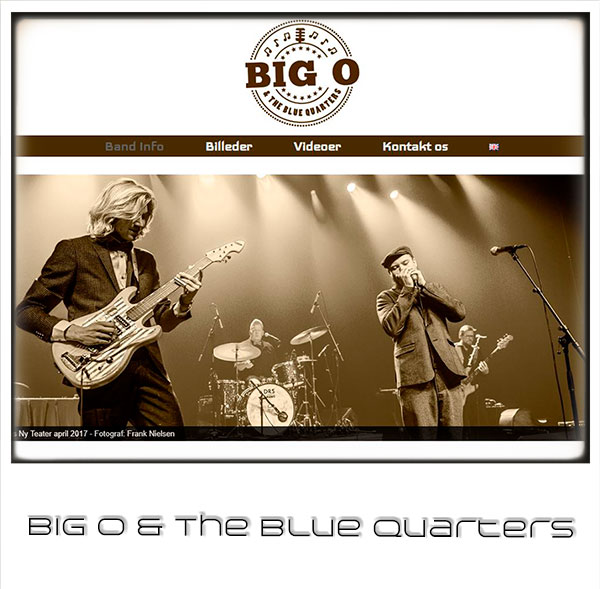 BIG O
& THE BLUE QUARTERS
Band Info Billeder Videoer Kontakt os
s Ny Teater april 2017 - Fotograf: Frank Nielsen
BIG O & The Blue Quarters